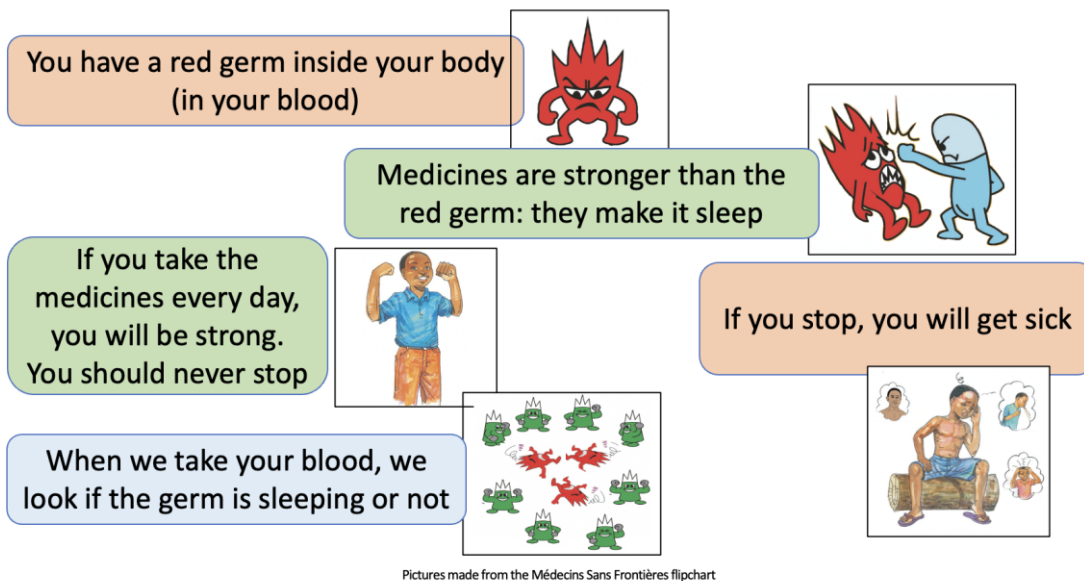 You have a red germ inside your body
(in your blood)
Medicines are stronger than the
red germ: they make it sleep
If you take the
medicines every day,
you will be strong.
You should never stop
If you stop, you will get sick
When we take your blood, we
look if the germ is sleeping or not
Pictures made from the Médecins Sans Frontières flipchart